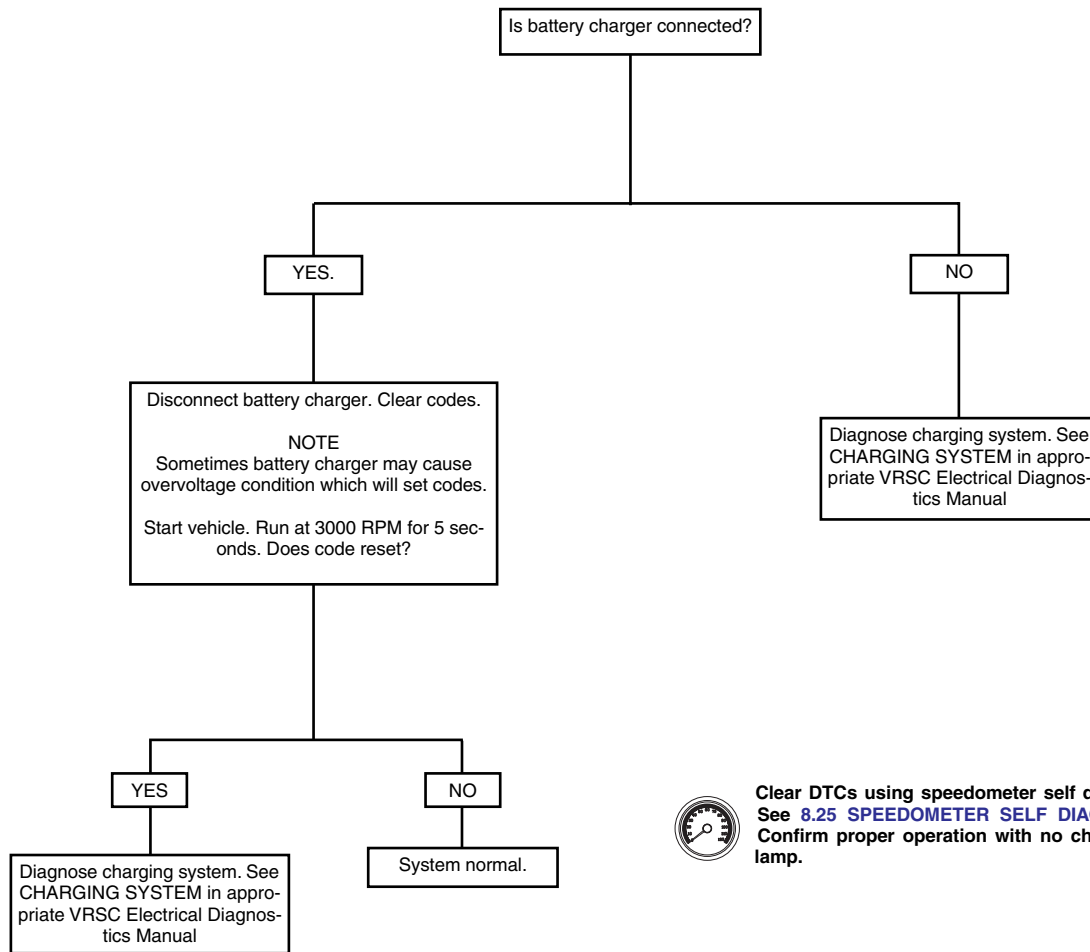 Is battery charger connected?
YES.
NO
Disconnect battery charger. Clear codes.
NOTE
Sometimes battery charger may cause
overvoltage condition which will set codes.
Start vehicle. Run at 3000 RPM for 5 sec-
onds. Does code reset?
Diagnose charging system. See
CHARGING SYSTEM in appro-
priate VRSC Electrical Diagnos-
tics Manual
YES
NO
Diagnose charging system. See
CHARGING SYSTEM in appro-
priate VRSC Electrical Diagnos-
tics Manual
System normal.
Clear DTCs using speedometer self
See 8.25 SPEEDOMETER SELF
Confirm proper operation with no
lamp.